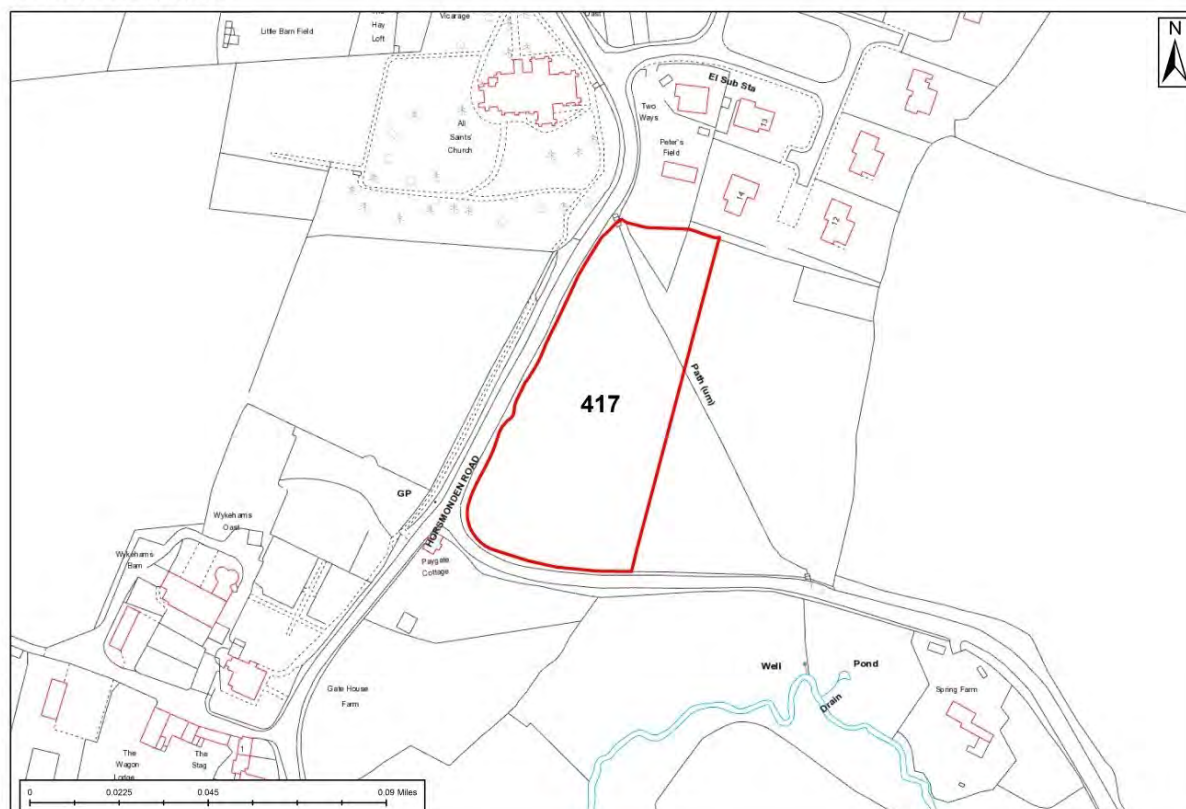 Vicarage
Hay
Loft
Little Barn Field
N
El Sub Sta
Two
Ways
13
All
Saints'
Church
Peter's
Field
14
12
Path (um)
417
HORSMONDEN ROAD
GP
Wykehams
Oast
Wykehams
Barn
Paygate
Cottage
Well
Pond
Drain
Spring Farm
Gate House
Farm
The
Wagon
Lodge
The
Stag
1
0 0.0225 0.045 0.09 Miles